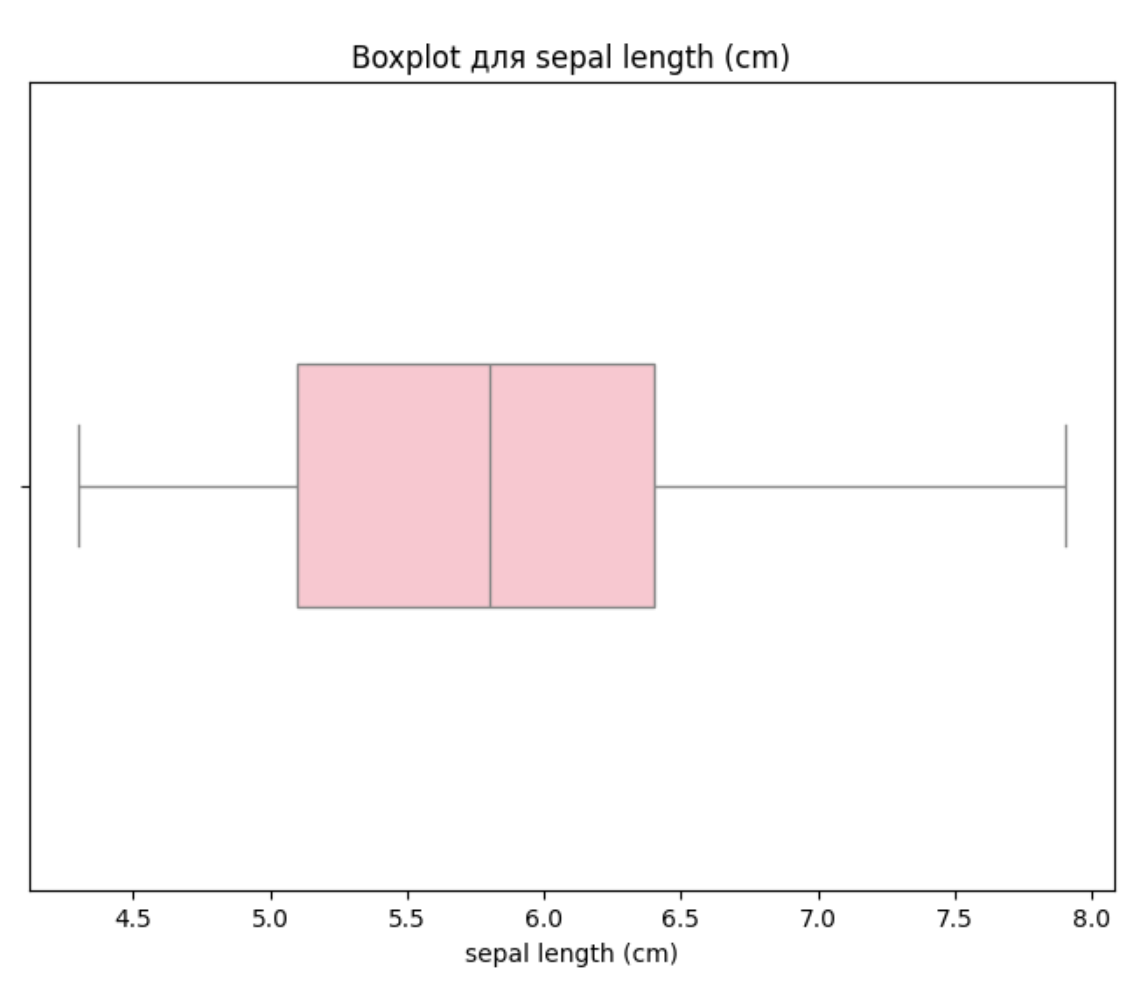 Boxplot для sepal length (cm)
4.5 5.0 5.5 6.0 6.5 7.0 7.5 8.0
sepal length (cm)